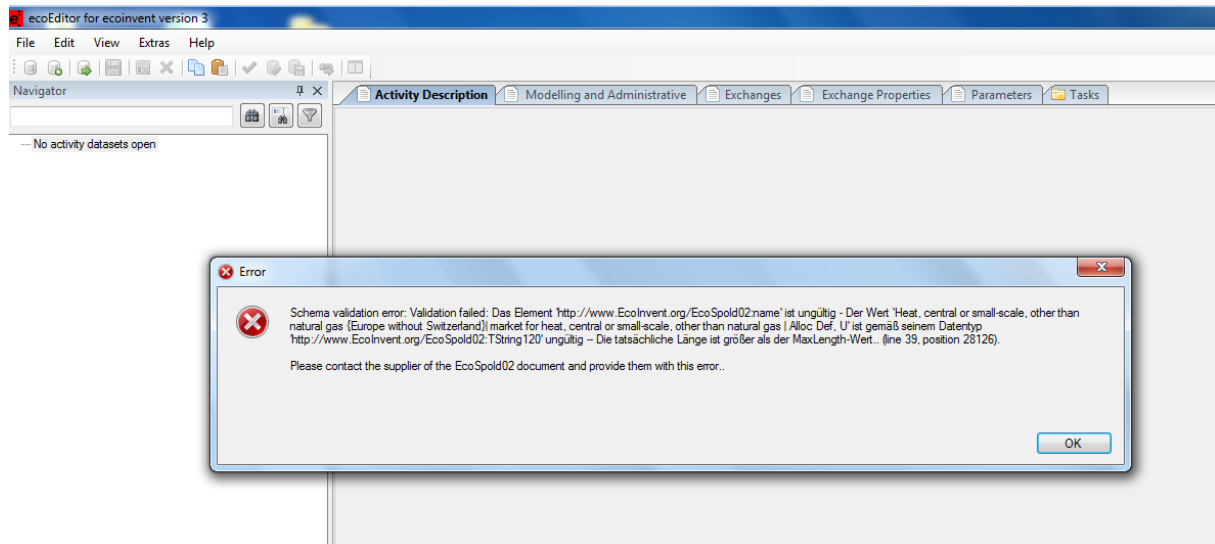 ecoEditor for ecoinvent version 3
File Edit View Extras Help
Navigator
Activity Description Modelling and Administrative Exchanges Exchange Properties Parameters Tasks
No activity datasets open
Error
Schema validation error: Validation failed: Das Element 'http://www.EcoInvent.org/EcoSpold02:name' ist ungültig - Der Wert 'Heat, central or small-scale, other than
natural gas {Europe without Switzerland}| market for heat, central or small-scale, other than natural gas | Alloc Def, U' ist gemäß seinem Datentyp
'http://www.EcoInvent.org/EcoSpold02:TString120' ungültig -- Die tatsächliche Länge ist größer als der MaxLength-Wert.. (line 39, position 28126).
Please contact the supplier of the EcoSpold02 document and provide them with this error..
OK